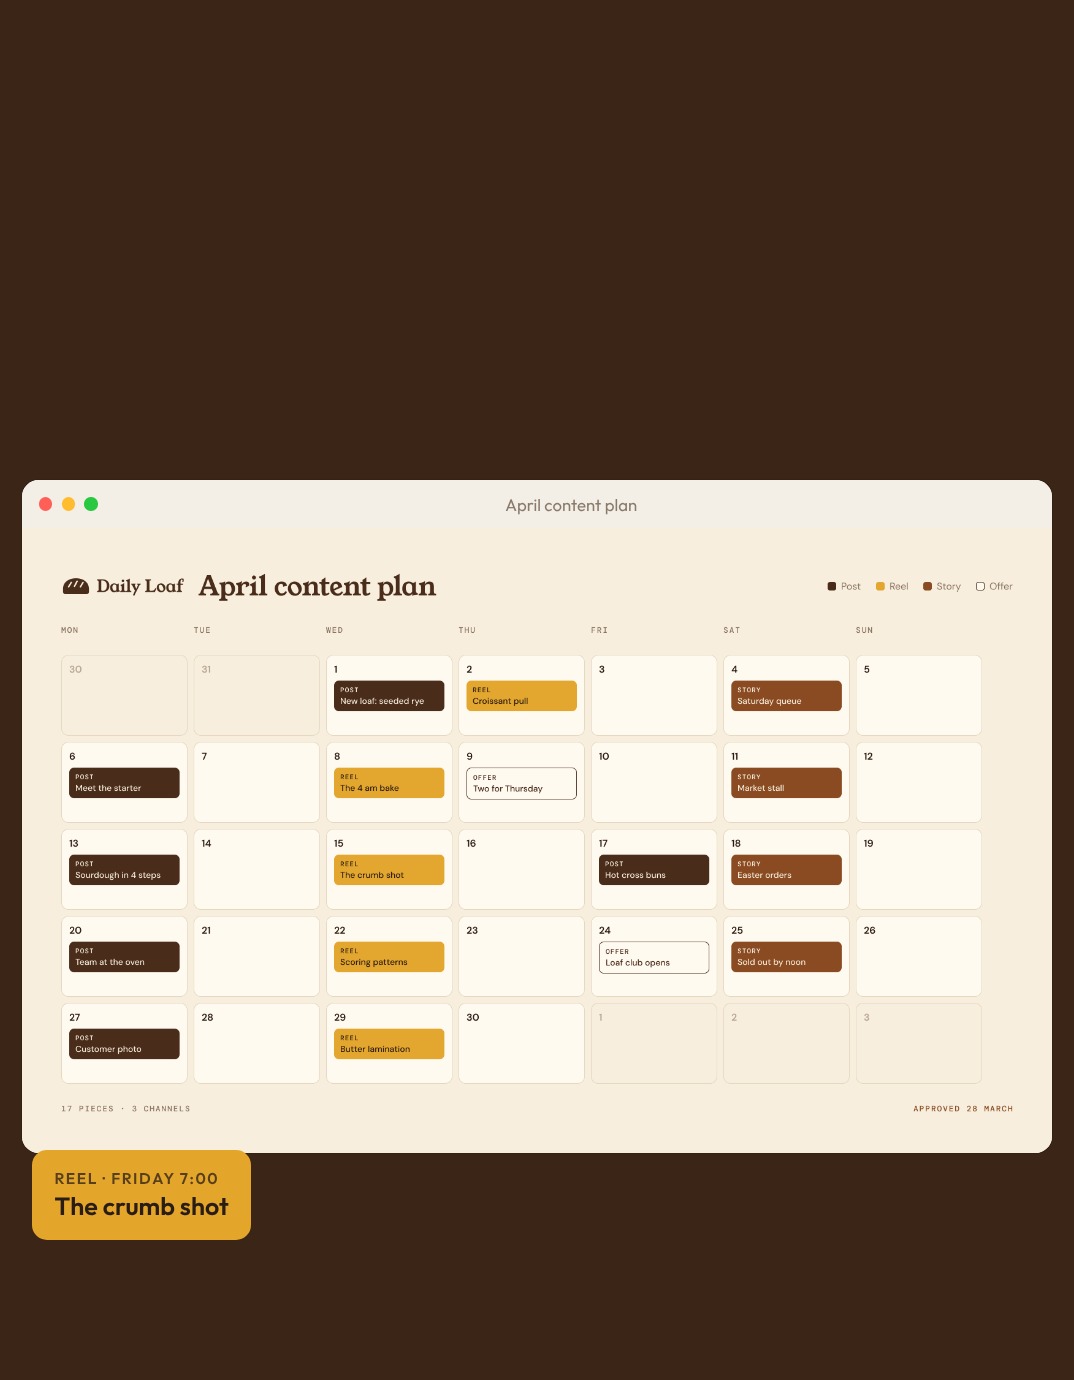 April content plan
Daily Loaf
April content plan
Post
Reel
Story
Offer
MON
TUE
WED
THU
FRI
SAT
SUN
30
31
1
POST
New loaf: seeded rye
2
REEL
Croissant pull
3
4
STORY
Saturday queue
5
6
POST
Meet the starter
7
8
REEL
The 4 am bake
9
OFFER
Two for Thursday
10
11
STORY
Market stall
12
13
POST
Sourdough in 4 steps
14
15
REEL
The crumb shot
16
17
POST
Hot cross buns
18
STORY
Easter orders
19
20
POST
Team at the oven
21
22
REEL
Scoring patterns
23
24
OFFER
Loaf club opens
25
STORY
Sold out by noon
26
27
POST
Customer photo
28
29
REEL
Butter lamination
30
1
2
3
17 PIECES · 3 CHANNELS
APPROVED 28 MARCH
REEL · FRIDAY 7:00
The crumb shot